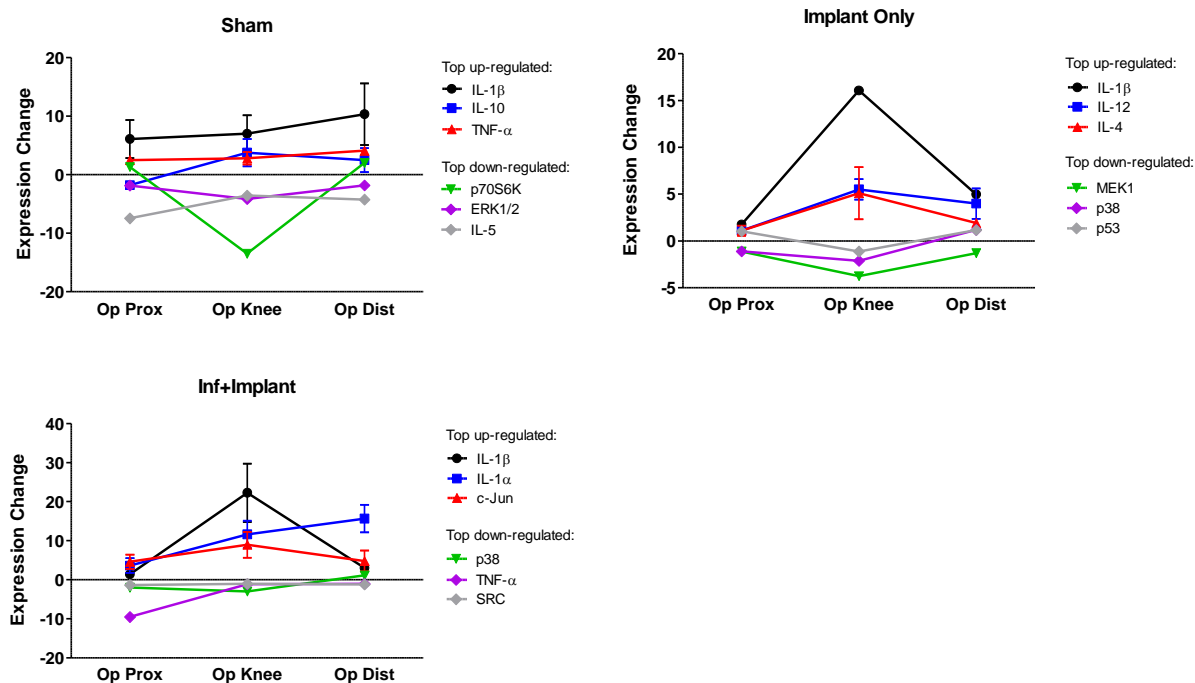 Sham
Expression Change
20
10
0
-10
-20
Op Prox Op Knee Op Dist
Top up-regulated:
IL-1β
IL-10
TNF-α
Top down-regulated:
p70S6K
ERK1/2
IL-5
Implant Only
Expression Change
20
15
10
5
0
-5
Op Prox Op Knee Op Dist
Top up-regulated:
IL-1β
IL-12
IL-4
Top down-regulated:
MEK1
p38
p53
Inf+Implant
Expression Change
40
30
20
10
0
-10
-20
Op Prox Op Knee Op Dist
Top up-regulated:
IL-1β
IL-1α
c-Jun
Top down-regulated:
p38
TNF-α
SRC